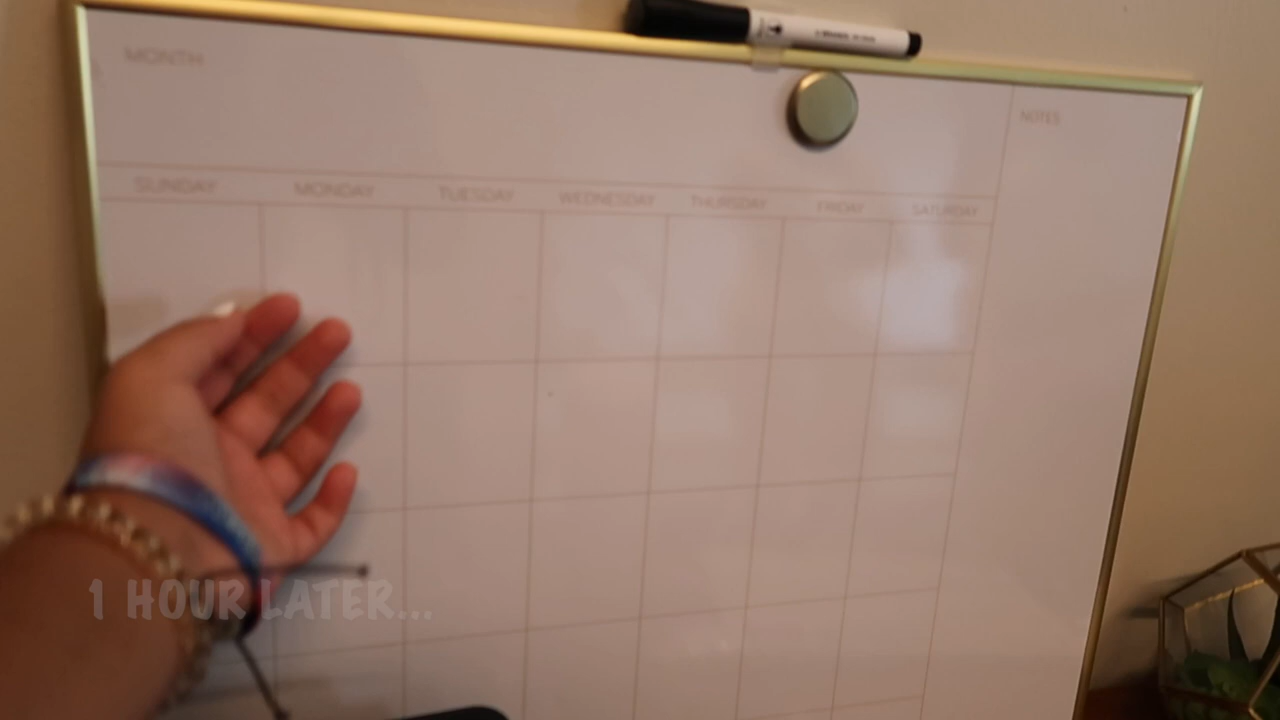 MONTH
NOTES
SUNDAY MONDAY TUESDAY WEDNESDAY THURSDAY FRIDAY SATURDAY
1 HOUR LATER...